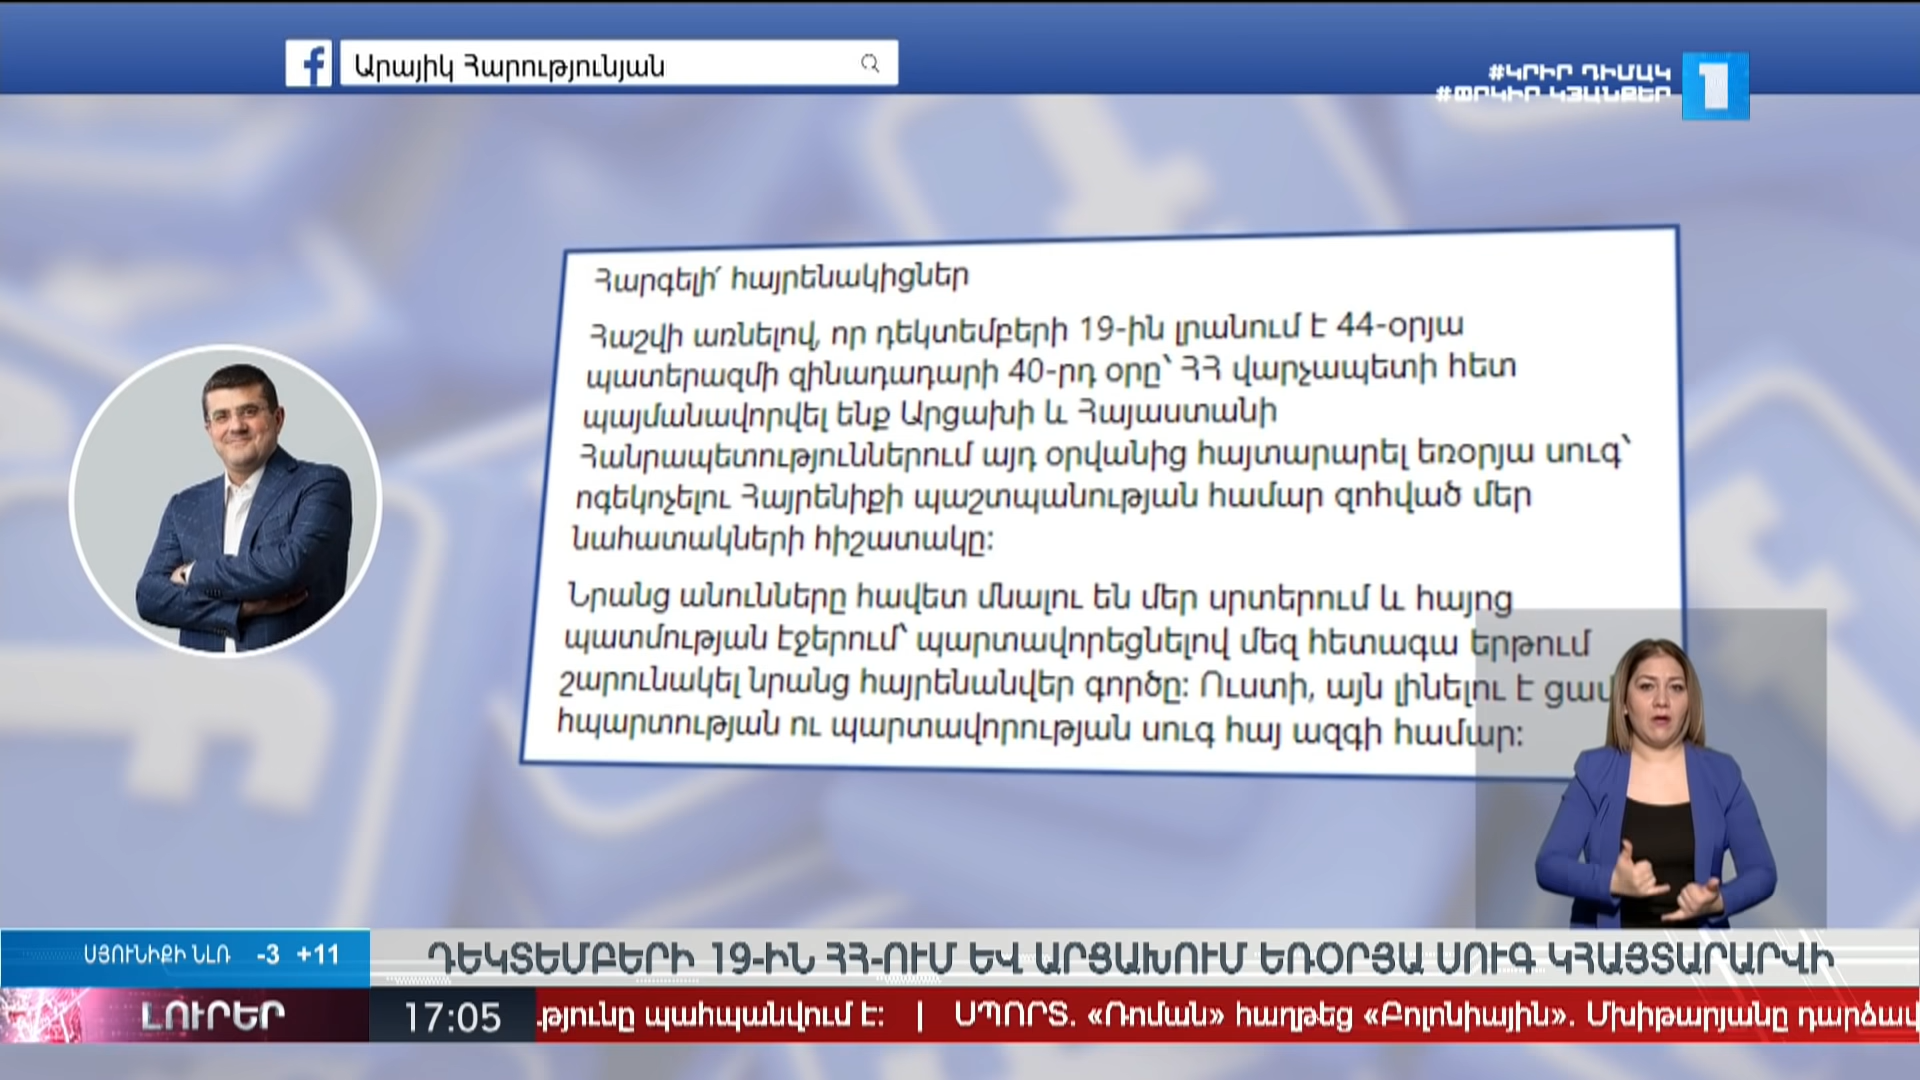 Արայիկ Հարությունյան
#ԿՐԻՐ ԴԻՄԱԿ
#ՓՐԿԻՐ ԿՅԱՆՔԵՐ
1
Հարգելի՛ հայրենակիցներ
Հաշվի առնելով, որ դեկտեմբերի 19-ին լրանում է 44-օրյա
պատերազմի զինադադարի 40-րդ օրը՝ ՀՀ վարչապետի հետ
պայմանավորվել ենք Արցախի և Հայաստանի
Հանրապետություններում այդ օրվանից հայտարարել եռօրյա սուգ՝
ոգեկոչելու Հայրենիքի պաշտպանության համար զոհված մեր
նահատակների հիշատակը:
Նրանց անունները հավետ մնալու են մեր սրտերում և հայոց
պատմության էջերում՝ պարտավորեցնելով մեզ հետագա երթում
շարունակել նրանց հայրենանվեր գործը: Ուստի, այն լինելու է
հպարտության ու պարտավորության սուգ հայ ազգի համար:
ՍՅՈՒՆԻՔԻ ՆԼՌ -3 +11
ԴԵԿՏԵՄԲԵՐԻ 19-ԻՆ ՀՀ-ՈՒՄ ԵՎ ԱՐՑԱԽՈՒՄ ԵՌՕՐՅԱ ՍՈՒԳ ԿՀԱՅՏԱՐԱՐՎԻ
ԼՈՒՐԵՐ
17:05
.թյունը պահպանվում է: | ՍՊՈՐՏ. «Ռոման» հաղթեց «Բոլոնիային». Մխիթարյանը դարձավ